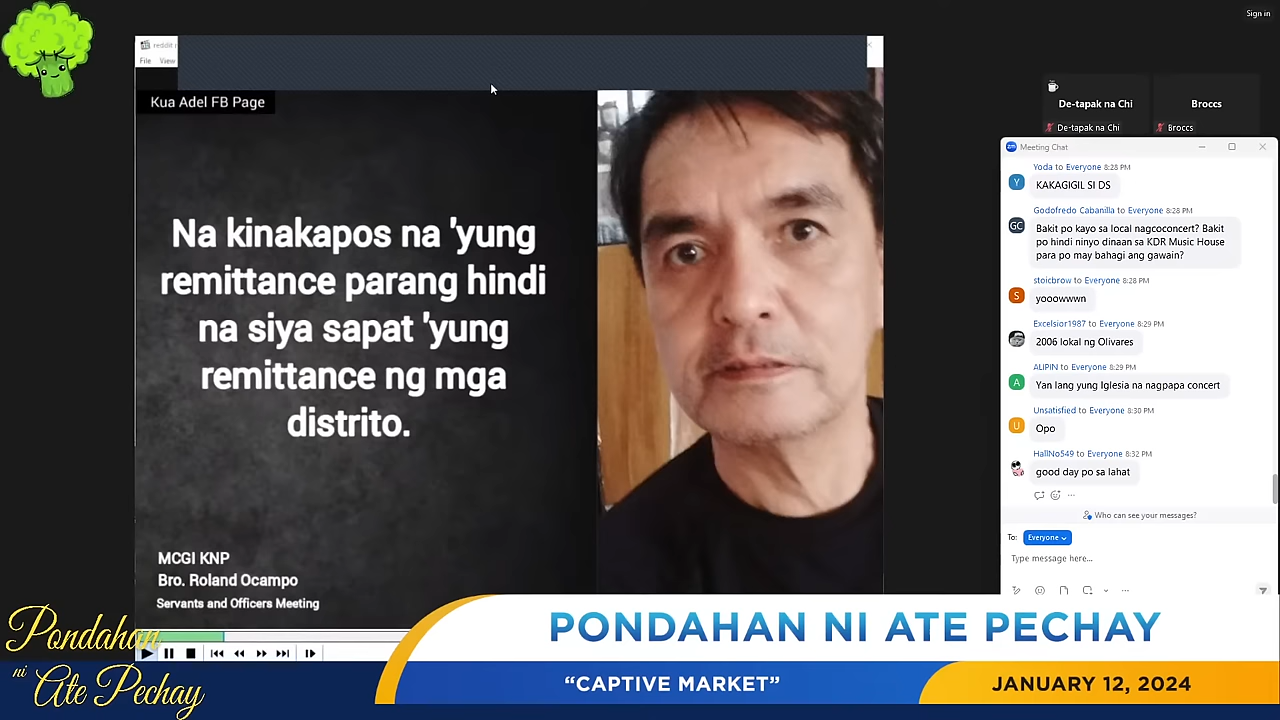 Sign in
reddit
File View
Kua Adel FB Page
Na kinakapos na 'yung
remittance parang hindi
na siya sapat 'yung
remittance ng mga
distrito.
MCGI KNP
Bro. Roland Ocampo
Servants and Officers Meeting
De-tapak na Chi
Broccs
De-tapak na Chi
Broccs
zm Meeting Chat
Yoda to Everyone 8:28 PM
Y
KAKAGIGIL SI DS
Godofredo Cabanilla to Everyone 8:28 PM
GC
Bakit po kayo sa local nagcoconcert? Bakit
po hindi ninyo dinaan sa KDR Music House
para po may bahagi ang gawain?
stoicbrow to Everyone 8:28 PM
S
yooowwwn
Excelsior1987 to Everyone 8:29 PM
2006 lokal ng Olivares
ALIPIN to Everyone 8:29 PM
A
Yan lang yung Iglesia na nagpapa concert
Unsatisfied to Everyone 8:30 PM
U
Opo
HallNo549 to Everyone 8:32 PM
good day po sa lahat
Who can see your messages?
To: Everyone
Type message here...
Pondahan
ni
Ate Pechay
PONDAHAN NI ATE PECHAY
“CAPTIVE MARKET”
JANUARY 12, 2024